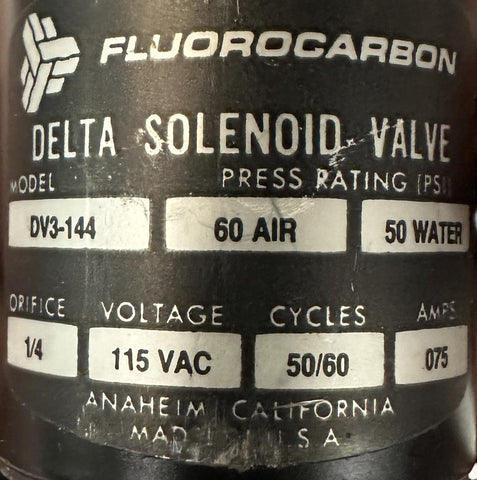 FLUOROCARBON
DELTA SOLENOID VALVE
MODEL PRESS RATING (PSI)
DV3-144 60 AIR 50 WATER
ORIFICE VOLTAGE CYCLES AMPS
1/4 115 VAC 50/60 .075
ANAHEIM CALIFORNIA
MAD U.S A